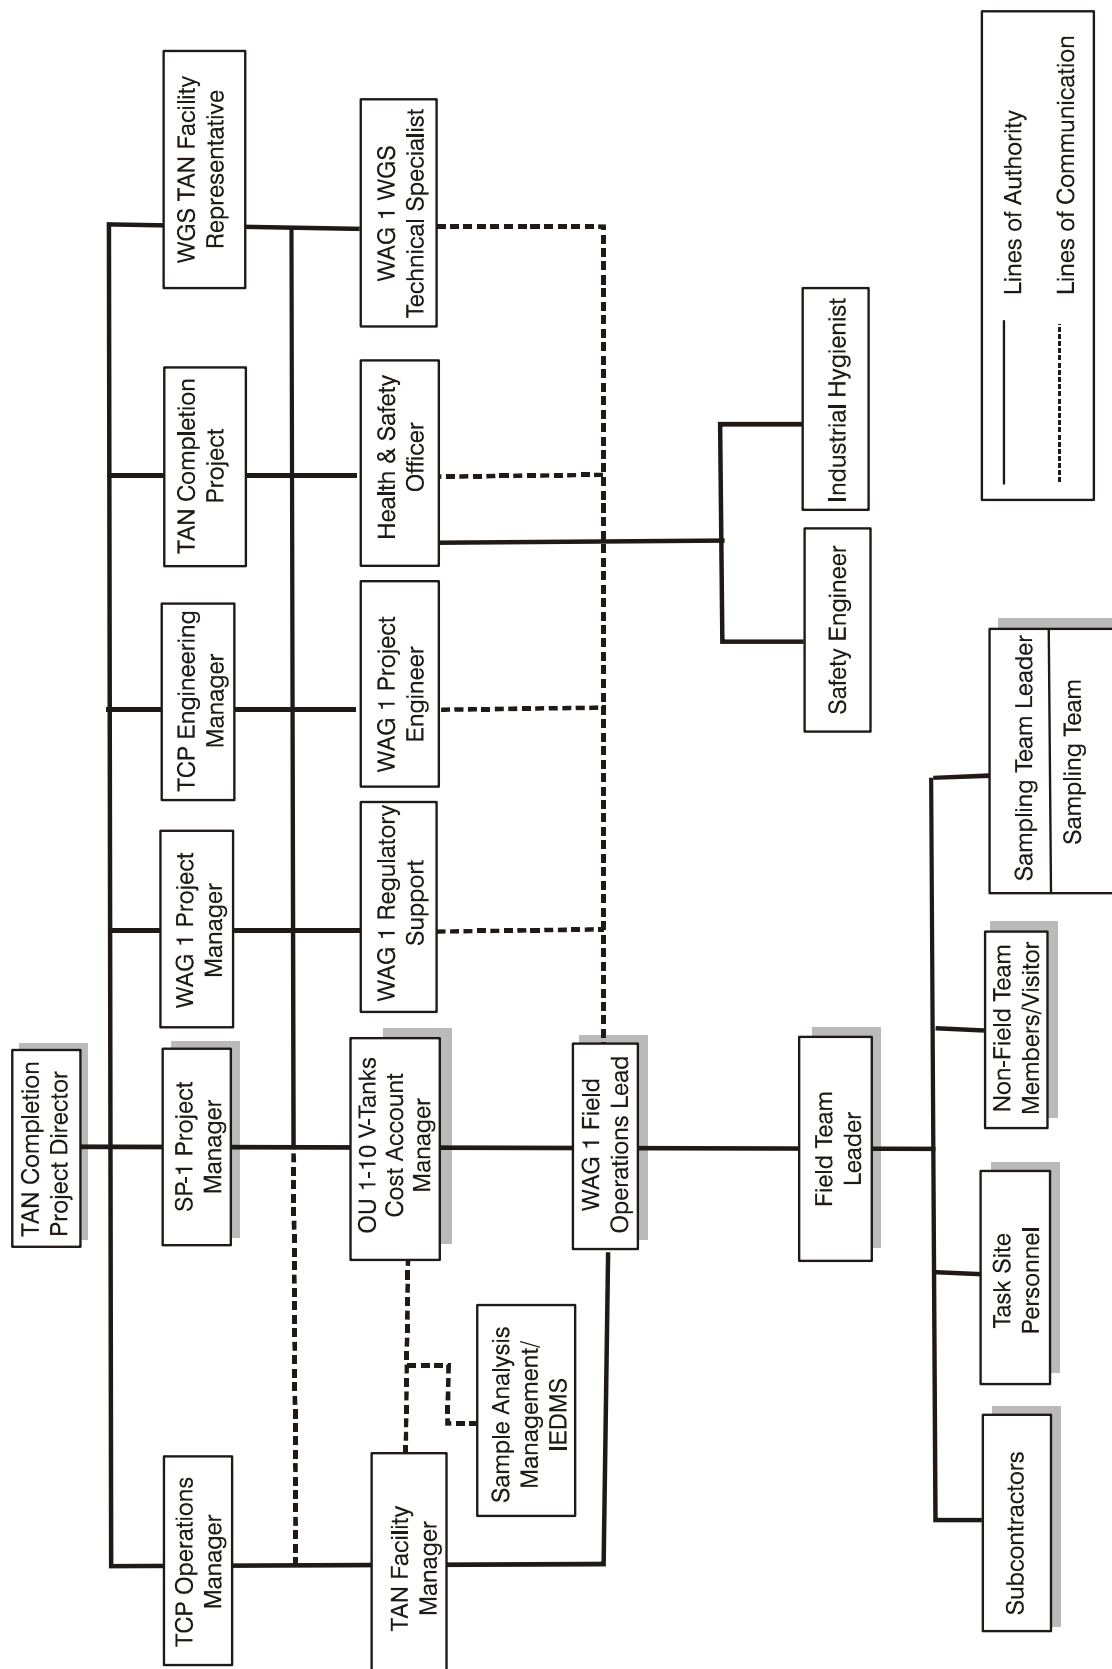 TAN Completion
Project Director
TCP Operations
Manager
SP-1 Project
Manager
WAG 1 Project
Manager
TCP Engineering
Manager
TAN Completion
Project
WGS TAN Facility
Representative
TAN Facility
Manager
OU 1-10 V-Tanks
Cost Account
Manager
WAG 1 Regulatory
Support
WAG 1 Project
Engineer
Health & Safety
Officer
WAG 1 WGS
Technical Specialist
Sample Analysis
Management/
IEDMS
WAG 1 Field
Operations Lead
Field Team
Leader
Safety Engineer
Industrial Hygienist
Subcontractors
Task Site
Personnel
Non-Field Team
Members/Visitor
Sampling Team Leader
Sampling Team
Lines of Authority
Lines of Communication